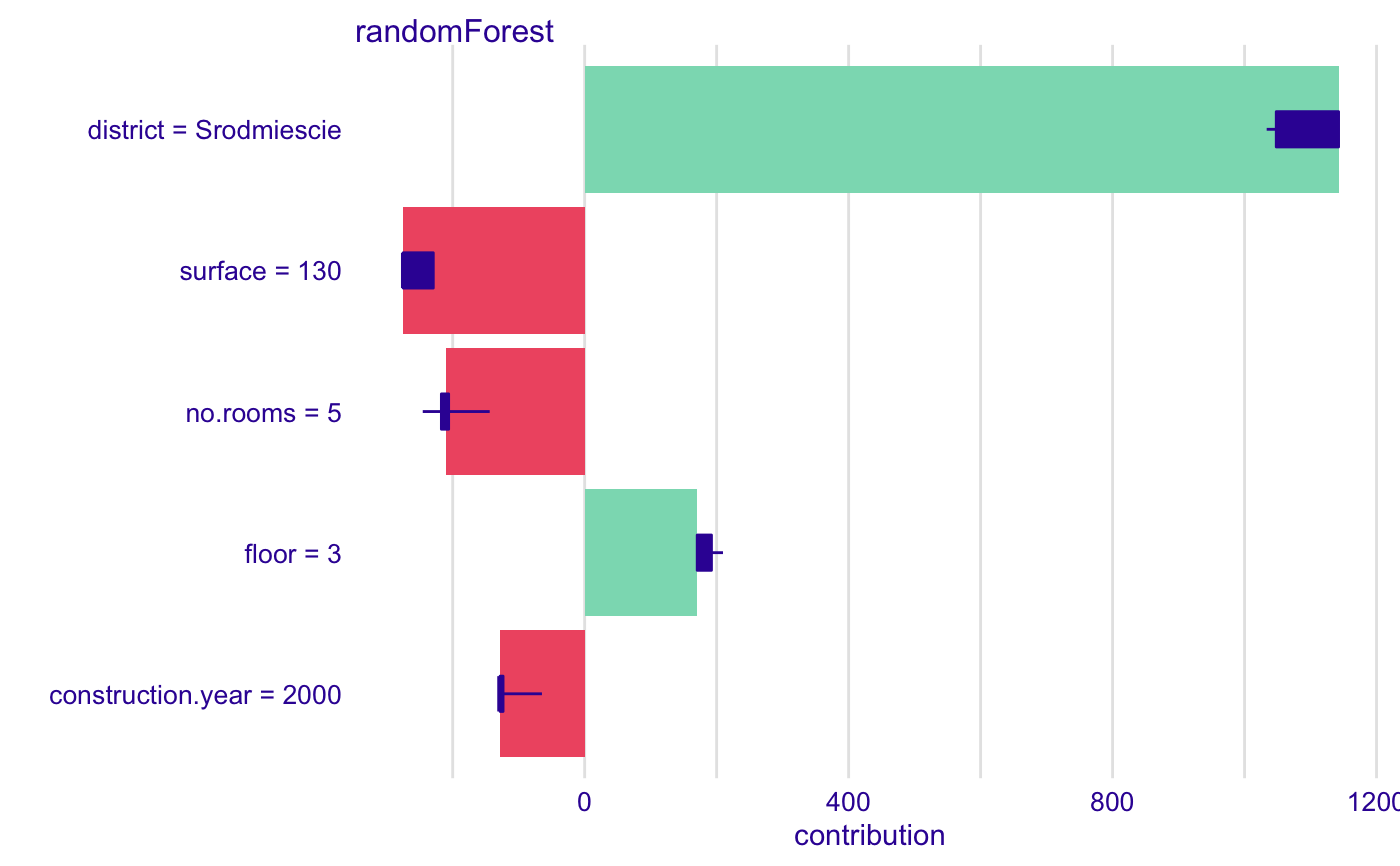 randomForest
district = Srodmiescie
surface = 130
no.rooms = 5
floor = 3
construction.year = 2000
0 400 800 1200
contribution